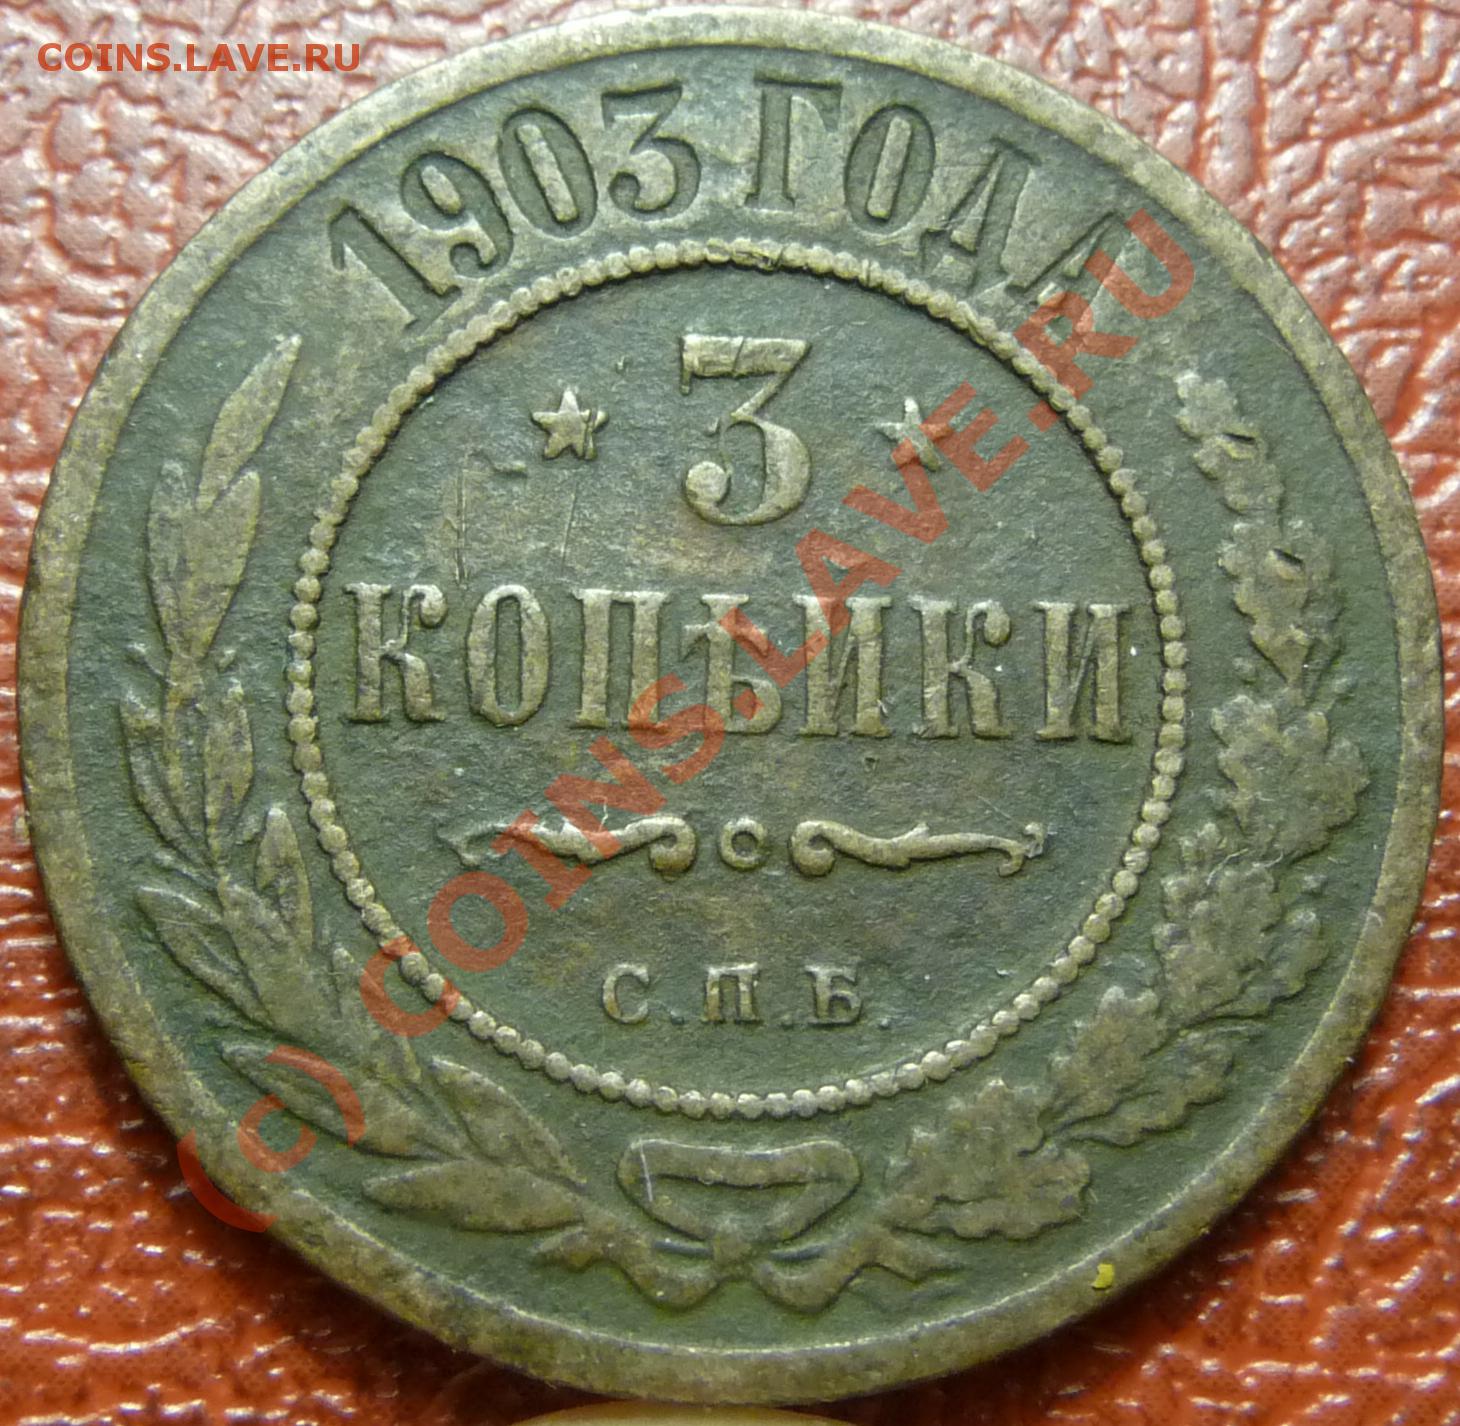 COINS.LAVE.RU
1903 ГОДА
3
КОПѢЙКИ
С.П.Б.
(c) COINS.LAVE.RU